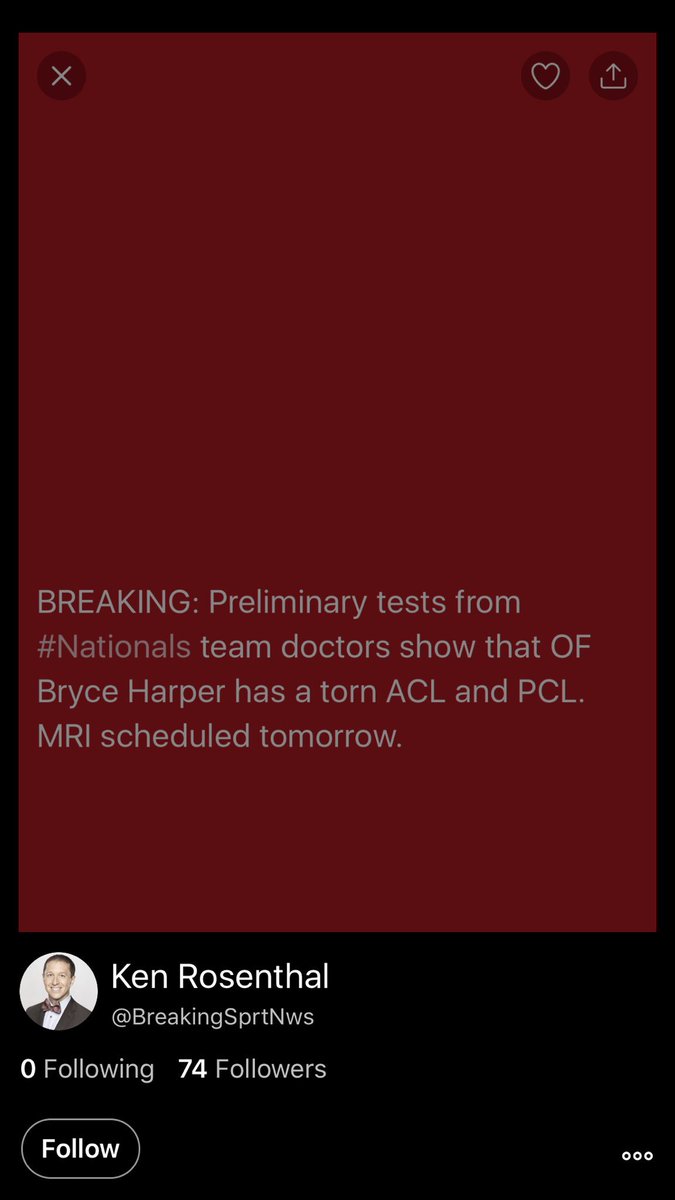 BREAKING: Preliminary tests from
#Nationals team doctors show that OF
Bryce Harper has a torn ACL and PCL.
MRI scheduled tomorrow.
Ken Rosenthal
@BreakingSprtNws
0 Following 74 Followers
Follow